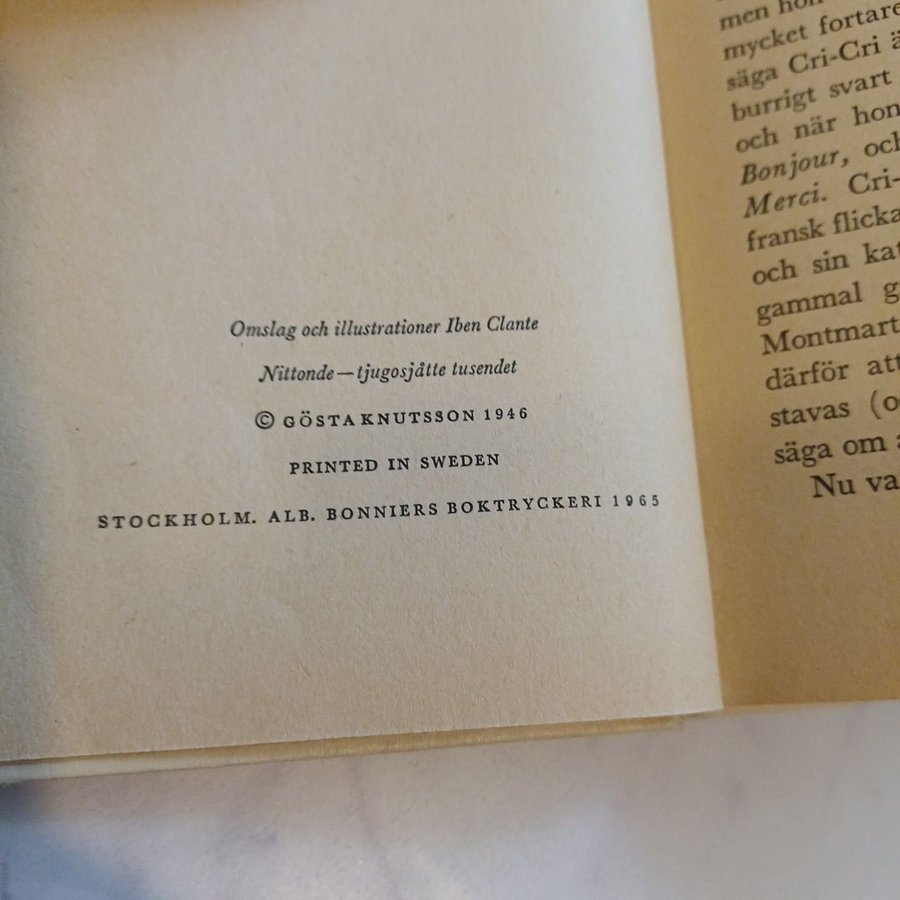 Omslag och illustrationer Iben Clante
Nittonde—tjugosjätte tusendet
© GÖSTA KNUTSSON 1946
PRINTED IN SWEDEN
STOCKHOLM. ALB. BONNIERS BOKTRYCKERI 1965
men hon
mycket fortare
säga Cri-Cri
burrigt svart
och när hon
Bonjour, och
Merci. Cri-
fransk flicka
och sin kat
gammal g
Montmart
därför att
stavas (o
säga om a
Nu va